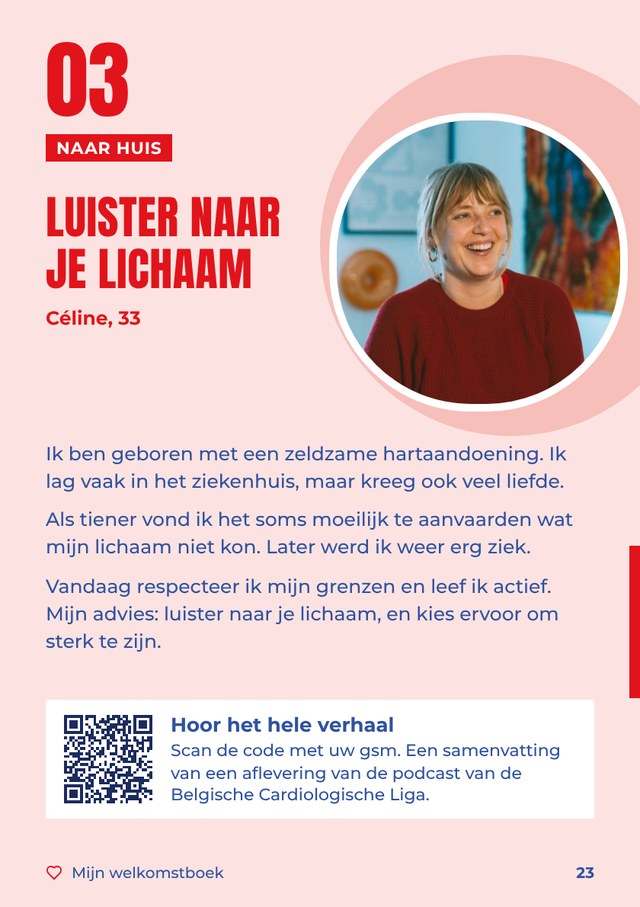 03
NAAR HUIS
LUISTER NAAR
JE LICHAAM
Céline, 33
Ik ben geboren met een zeldzame hartaandoening. Ik
lag vaak in het ziekenhuis, maar kreeg ook veel liefde.
Als tiener vond ik het soms moeilijk te aanvaarden wat
mijn lichaam niet kon. Later werd ik weer erg ziek.
Vandaag respecteer ik mijn grenzen en leef ik actief.
Mijn advies: luister naar je lichaam, en kies ervoor om
sterk te zijn.
Hoor het hele verhaal
Scan de code met uw gsm. Een samenvatting
van een aflevering van de podcast van de
Belgische Cardiologische Liga.
Mijn welkomstboek
23